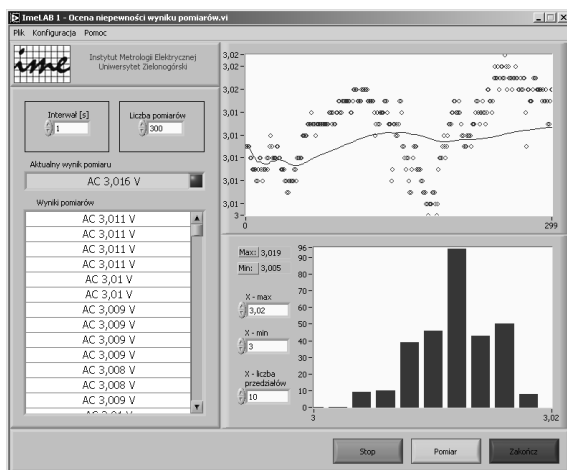 ImeLAB 1 - Ocena niepewności wyniku pomiarów.vi
Plik Konfiguracja Pomoc
ime
Instytut Metrologii Elektrycznej
Uniwersytet Zielonogórski
Interwał [s]
1
Liczba pomiarów
300
Aktualny wynik pomiaru
AC 3,016 V
Wyniki pomiarów
AC 3,011 V
AC 3,011 V
AC 3,011 V
AC 3,011 V
AC 3,01 V
AC 3,01 V
AC 3,009 V
AC 3,009 V
AC 3,009 V
AC 3,009 V
AC 3,008 V
AC 3,008 V
AC 3,009 V
3,02
3,02
3,02
3,01
3,01
3,01
3,01
3,01
3
0
299
Max: 3,019
Min: 3,005
X - max
3,02
X - min
3
X - liczba
przedziałów
10
96
90
80
70
60
50
40
30
20
10
0
3
3,02
Stop
Pomiar
Zakończ